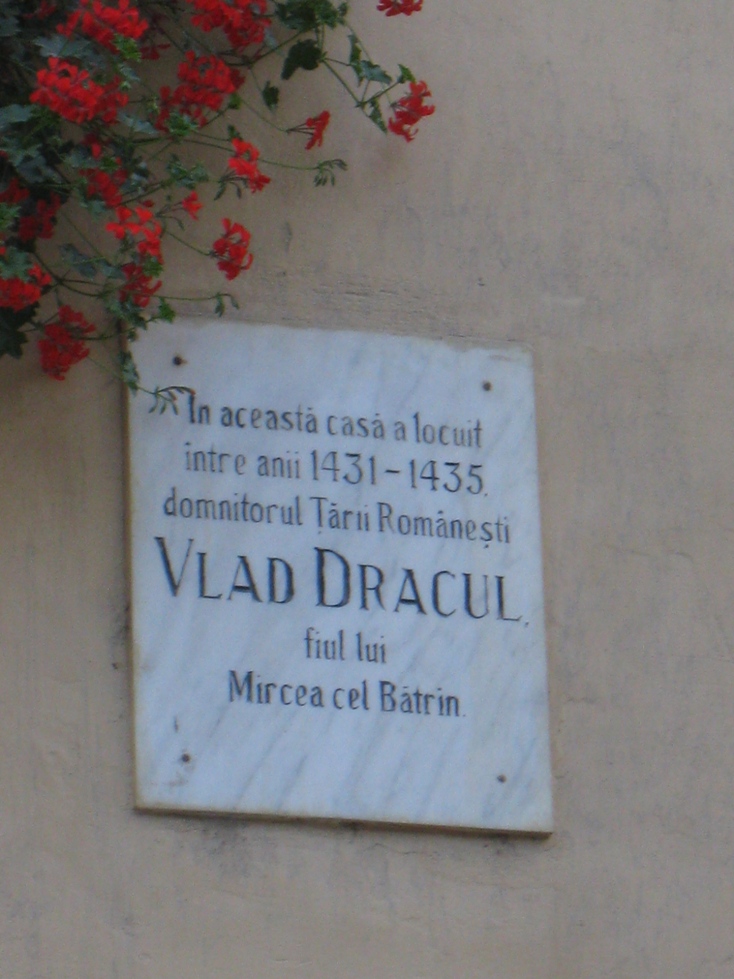 In această casă a locuit
între anii 1431-1435,
domnitorul Țării Românești
VLAD DRACUL,
fiul lui
Mircea cel Bătrîn.